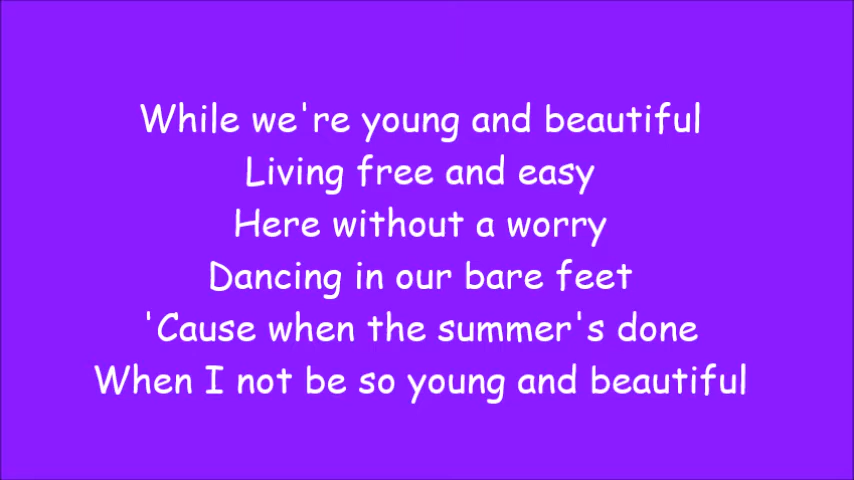 While we're young and beautiful
Living free and easy
Here without a worry
Dancing in our bare feet
'Cause when the summer's done
When I not be so young and beautiful